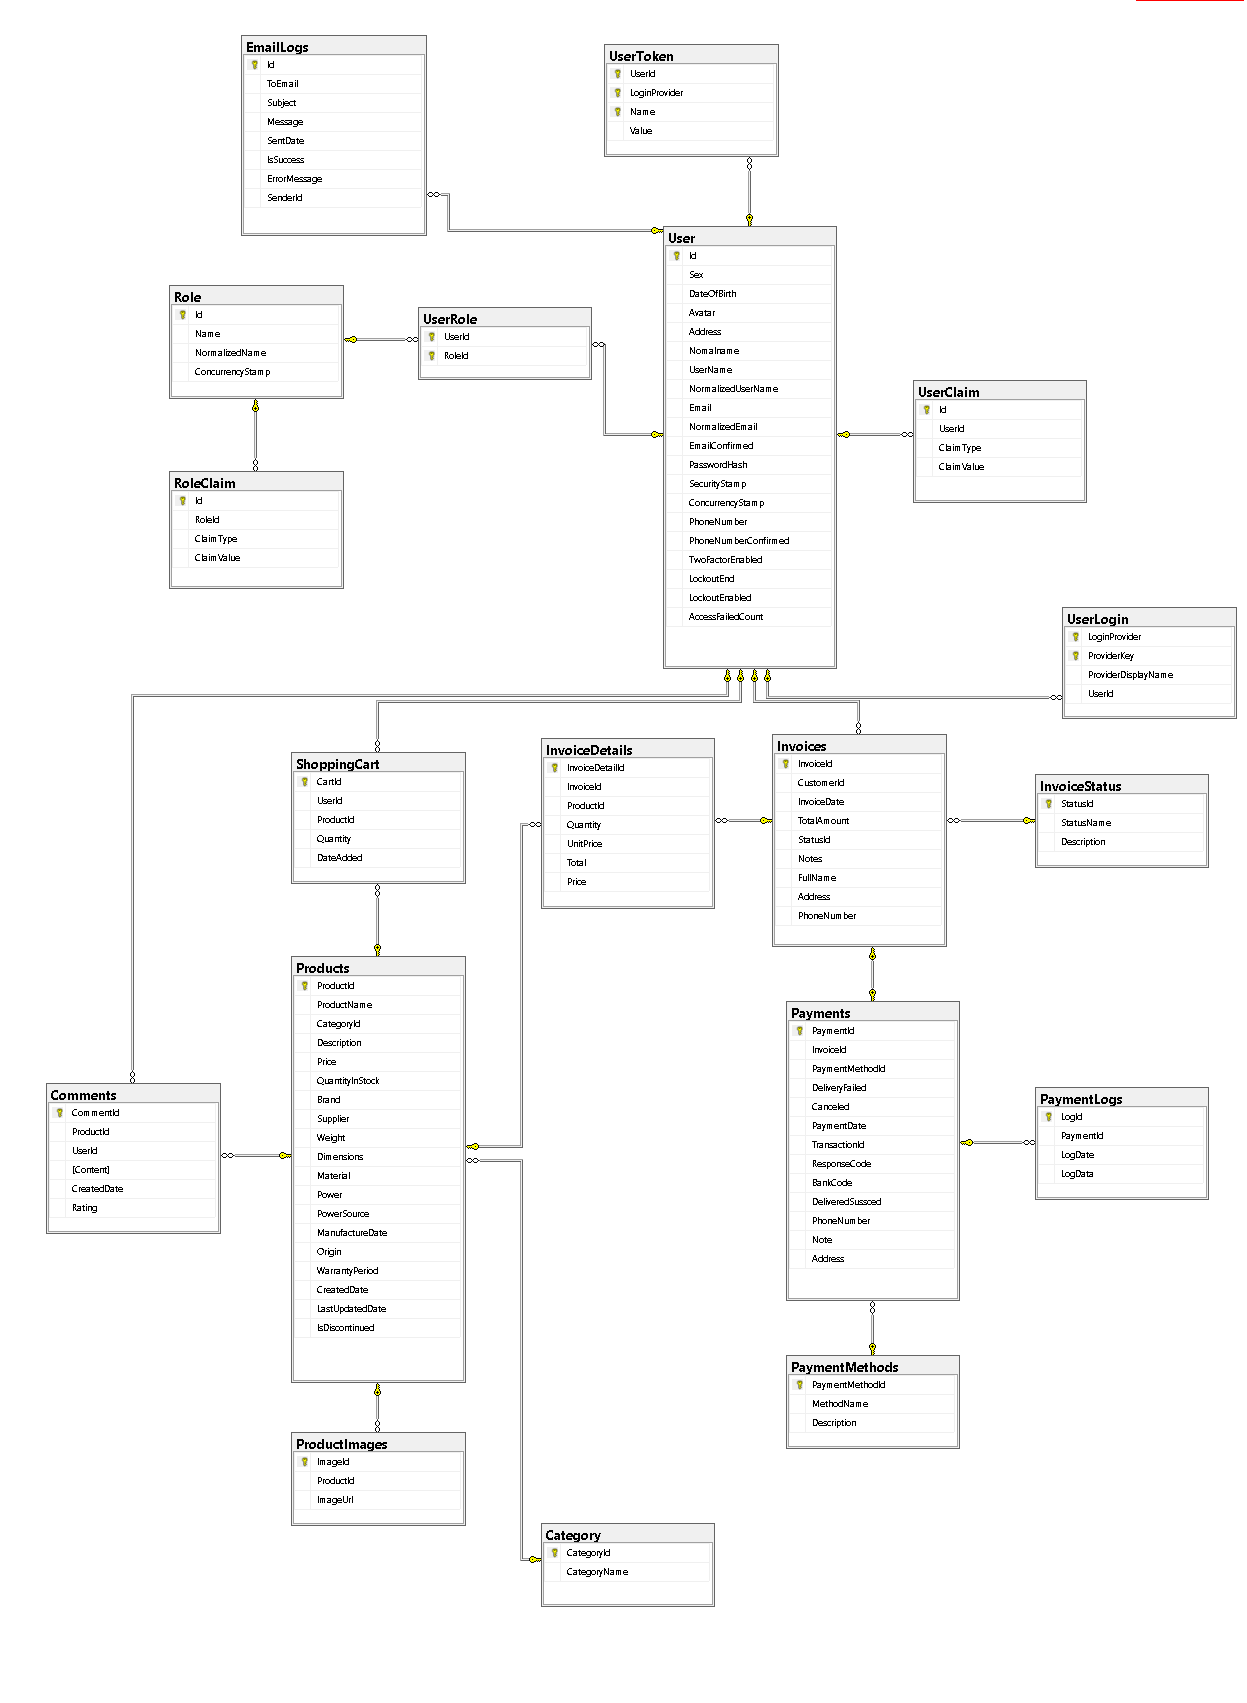 EmailLogs
Id
ToEmail
Subject
Message
SentDate
IsSuccess
ErrorMessage
SenderId
UserToken
UserId
LoginProvider
Name
Value
User
Id
Sex
DateOfBirth
Avatar
Address
Nomalname
UserName
NormalizedUserName
Email
NormalizedEmail
EmailConfirmed
PasswordHash
SecurityStamp
ConcurrencyStamp
PhoneNumber
PhoneNumberConfirmed
TwoFactorEnabled
LockoutEnd
LockoutEnabled
AccessFailedCount
Role
Id
Name
NormalizedName
ConcurrencyStamp
UserRole
UserId
RoleId
UserClaim
Id
UserId
ClaimType
ClaimValue
RoleClaim
Id
RoleId
ClaimType
ClaimValue
UserLogin
LoginProvider
ProviderKey
ProviderDisplayName
UserId
ShoppingCart
CartId
UserId
ProductId
Quantity
DateAdded
InvoiceDetails
InvoiceDetailId
InvoiceId
ProductId
Quantity
UnitPrice
Total
Price
Invoices
InvoiceId
CustomerId
InvoiceDate
TotalAmount
StatusId
Notes
FullName
Address
PhoneNumber
InvoiceStatus
StatusId
StatusName
Description
Products
ProductId
ProductName
CategoryId
Description
Price
QuantityInStock
Brand
Supplier
Weight
Dimensions
Material
Power
PowerSource
ManufactureDate
Origin
WarrantyPeriod
CreatedDate
LastUpdatedDate
IsDiscontinued
Payments
PaymentId
InvoiceId
PaymentMethodId
DeliveryFailed
Canceled
PaymentDate
TransactionId
ResponseCode
BankCode
DeliveredSussced
PhoneNumber
Note
Address
Comments
CommentId
ProductId
UserId
[Content]
CreatedDate
Rating
PaymentLogs
LogId
PaymentId
LogDate
LogData
PaymentMethods
PaymentMethodId
MethodName
Description
ProductImages
ImageId
ProductId
ImageUrl
Category
CategoryId
CategoryName